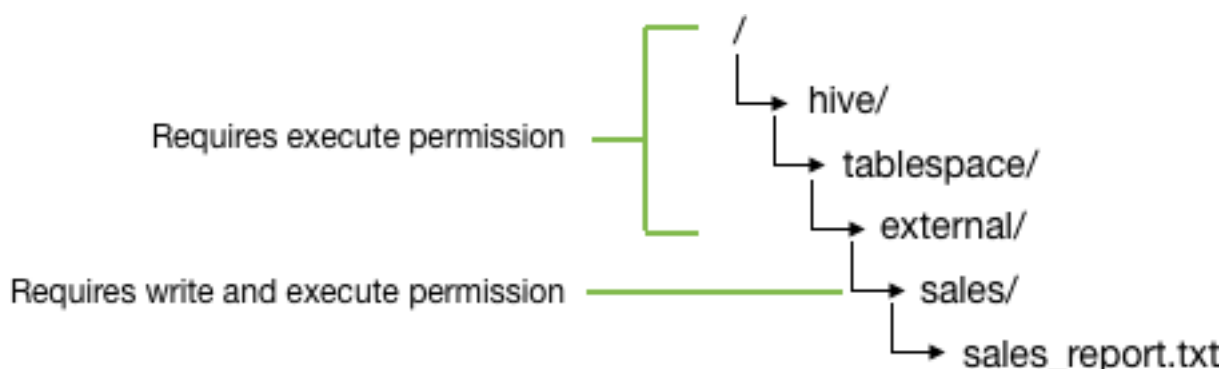 /
hive/
Requires execute permission
tablespace/
external/
Requires write and execute permission
sales/
sales_report.txt